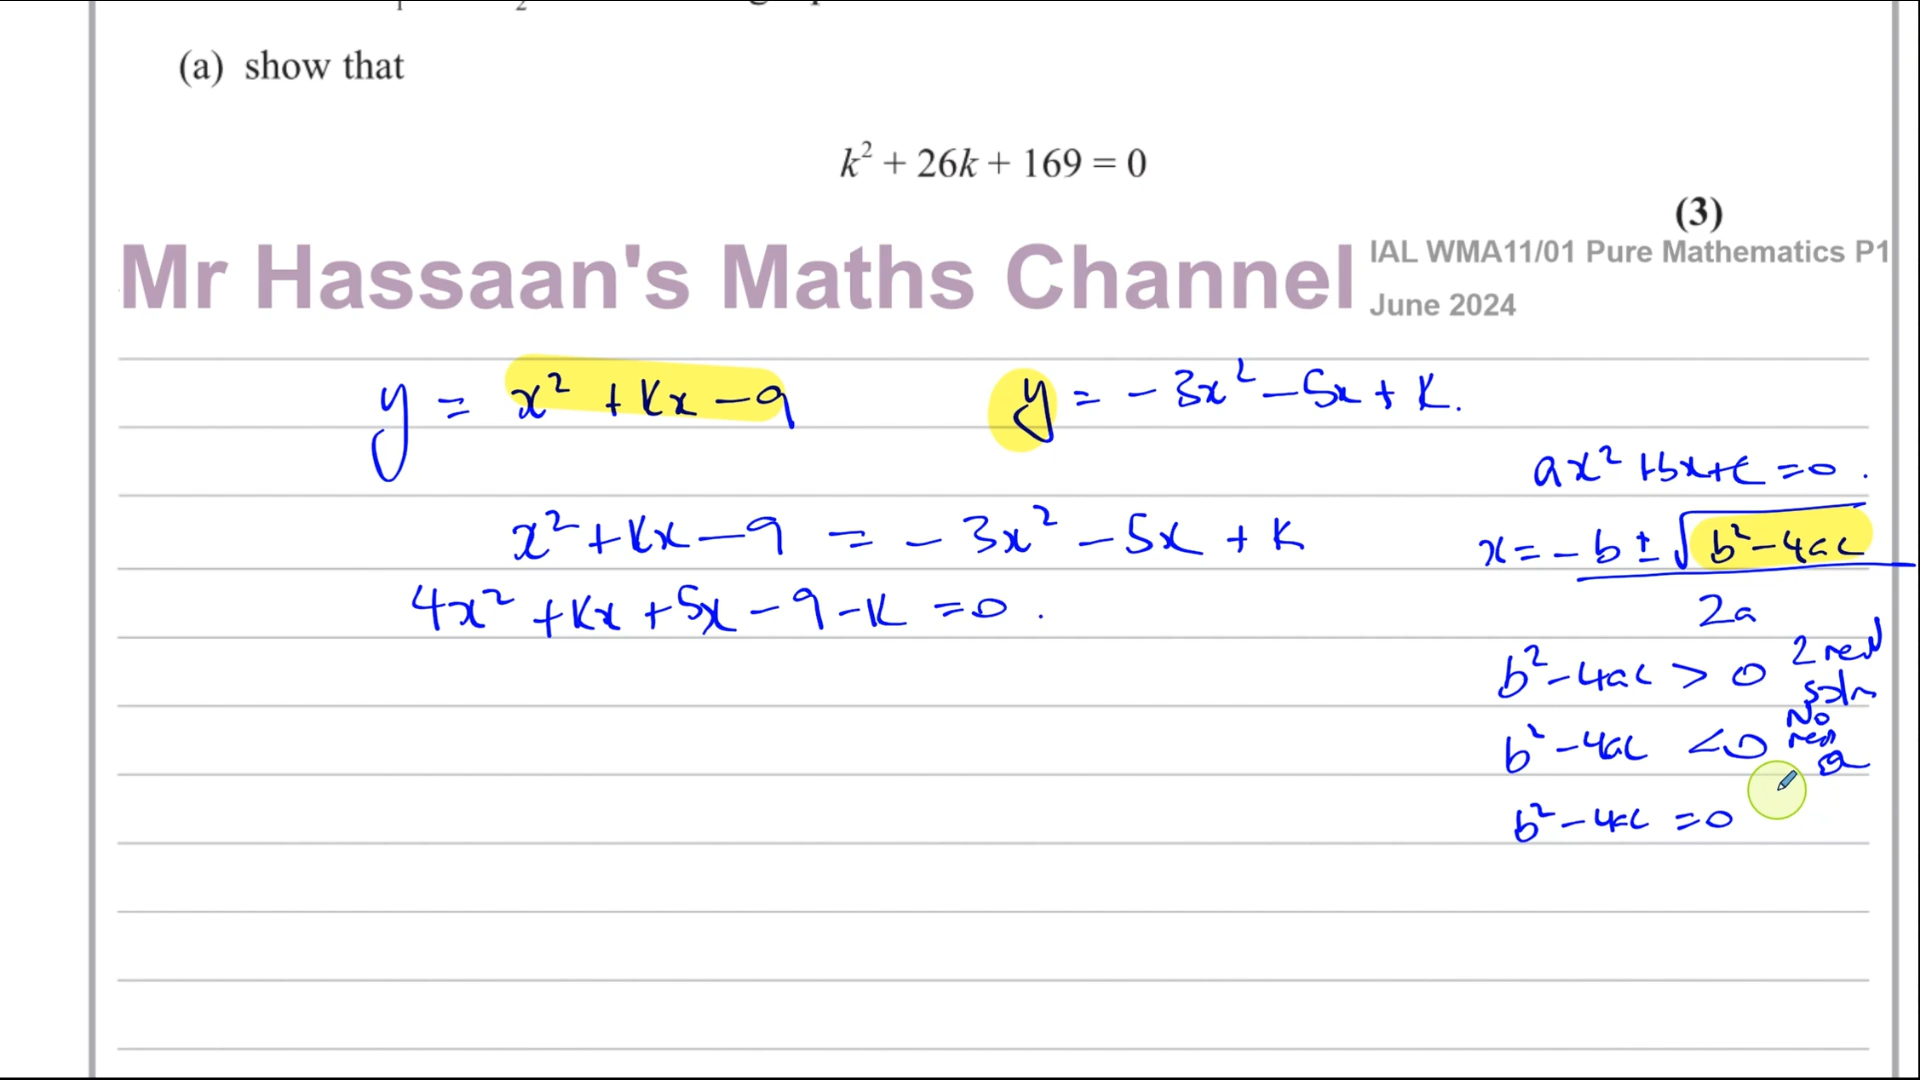 (a) show that
k² + 26k + 169 = 0
(3)
Mr Hassaan's Maths Channel
IAL WMA11/01 Pure Mathematics P1
June 2024
y = x² + kx - 9
y = - 3x² - 5x + k.
ax² + bx + c = 0.
x² + kx - 9 = - 3x² - 5x + k
x = - b ± √b² - 4ac
2a
4x² + kx + 5x - 9 - k = 0.
b² - 4ac > 0 2 real
soln
b² - 4ac < 0 No
real
b² - 4ac = 0